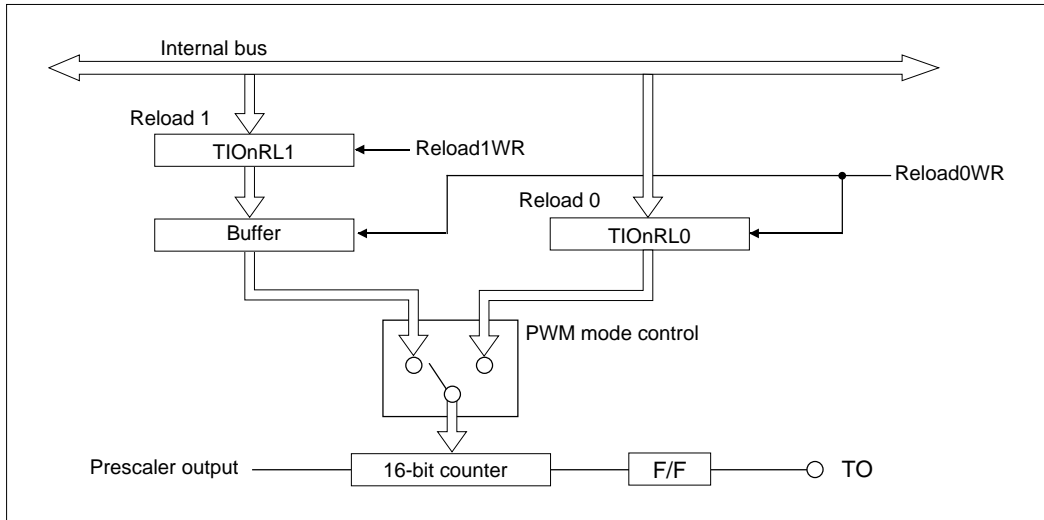 Internal bus
Reload 1
TIOnRL1
Reload1WR
Reload0WR
Reload 0
Buffer
TIOnRL0
PWM mode control
Prescaler output
16-bit counter
F/F
TO